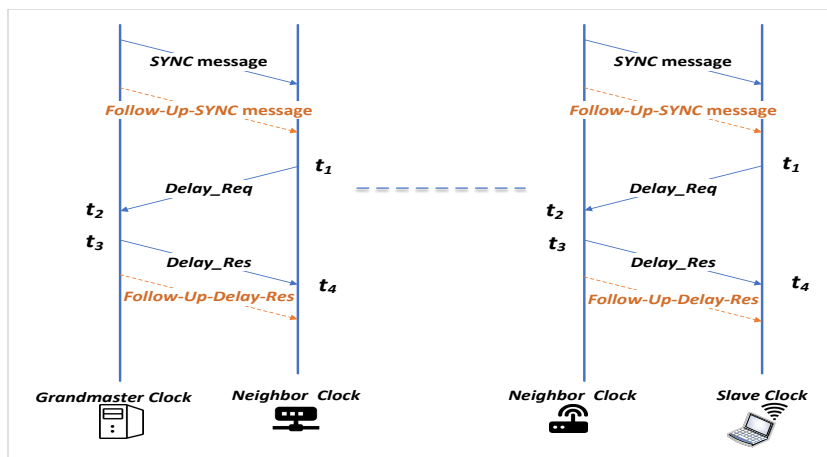 SYNC message
Follow-Up-SYNC message
t1
Delay_Req
t2
t3
Delay_Res
t4
Follow-Up-Delay-Res
Grandmaster Clock
Neighbor Clock
SYNC message
Follow-Up-SYNC message
t1
Delay_Req
t2
t3
Delay_Res
t4
Follow-Up-Delay-Res
Neighbor Clock
Slave Clock